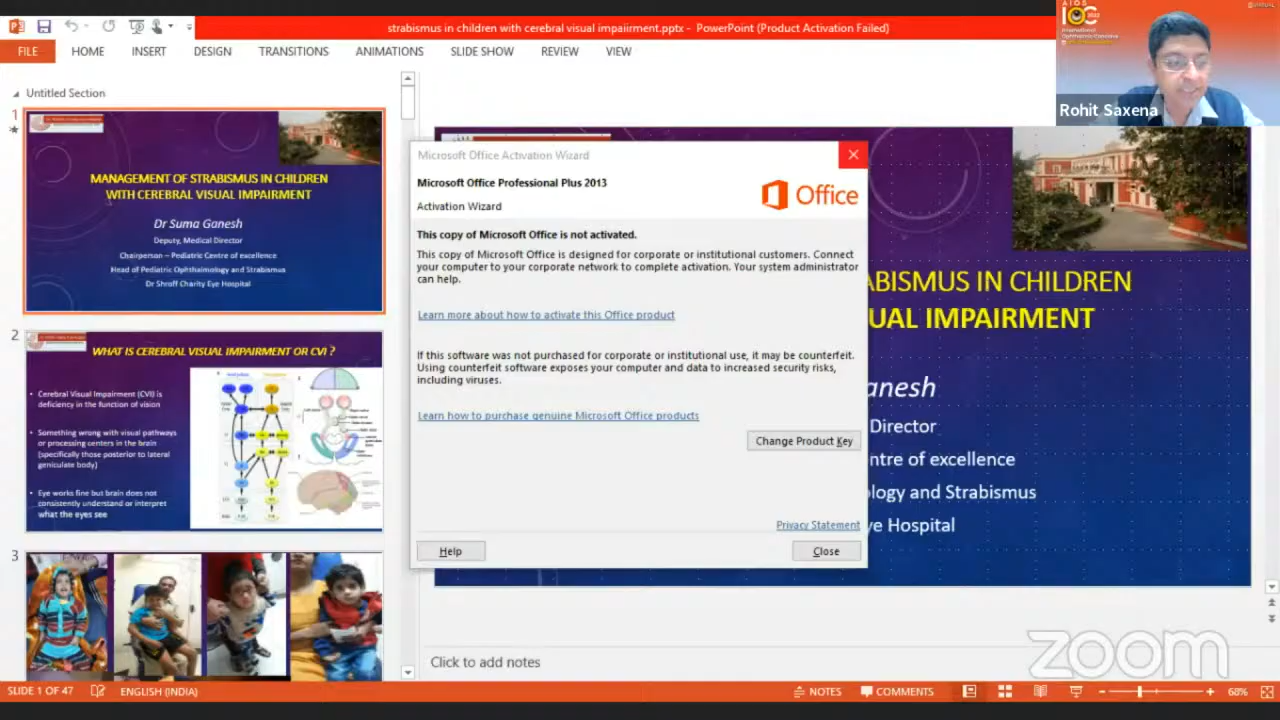 strabismus in children with cerebral visual impairment.pptx - PowerPoint (Product Activation Failed)
FILE HOME INSERT DESIGN TRANSITIONS ANIMATIONS SLIDE SHOW REVIEW VIEW
AIOS
IOC
Rohit Saxena
Untitled Section
1
MANAGEMENT OF STRABISMUS IN CHILDREN
WITH CEREBRAL VISUAL IMPAIRMENT
Dr Suma Ganesh
Deputy, Medical Director
Chairperson – Pediatric Centre of excellence
Head of Pediatric Ophthalmology and Strabismus
Dr Shroff Charity Eye Hospital
2
WHAT IS CEREBRAL VISUAL IMPAIRMENT OR CVI ?
• Cerebral Visual Impairment (CVI) is
deficiency in the function of vision
• Something wrong with visual pathways
or processing centers in the brain
(specifically those posterior to lateral
geniculate body)
• Eye works fine but brain does not
consistently understand or interpret
what the eyes see
3
Microsoft Office Activation Wizard
Microsoft Office Professional Plus 2013
Activation Wizard
Office
This copy of Microsoft Office is not activated.
This copy of Microsoft Office is designed for corporate or institutional customers. Connect
your computer to your corporate network to complete activation. Your system administrator
can help.
Learn more about how to activate this Office product
If this software was not purchased for corporate or institutional use, it may be counterfeit.
Using counterfeit software exposes your computer and data to increased security risks,
including viruses.
Learn how to purchase genuine Microsoft Office products
Change Product Key
Privacy Statement
Help
Close
ABISMUS IN CHILDREN
UAL IMPAIRMENT
anesh
Director
ntre of excellence
ology and Strabismus
ye Hospital
Click to add notes
zoom
SLIDE 1 OF 47 ENGLISH (INDIA) NOTES COMMENTS 68%